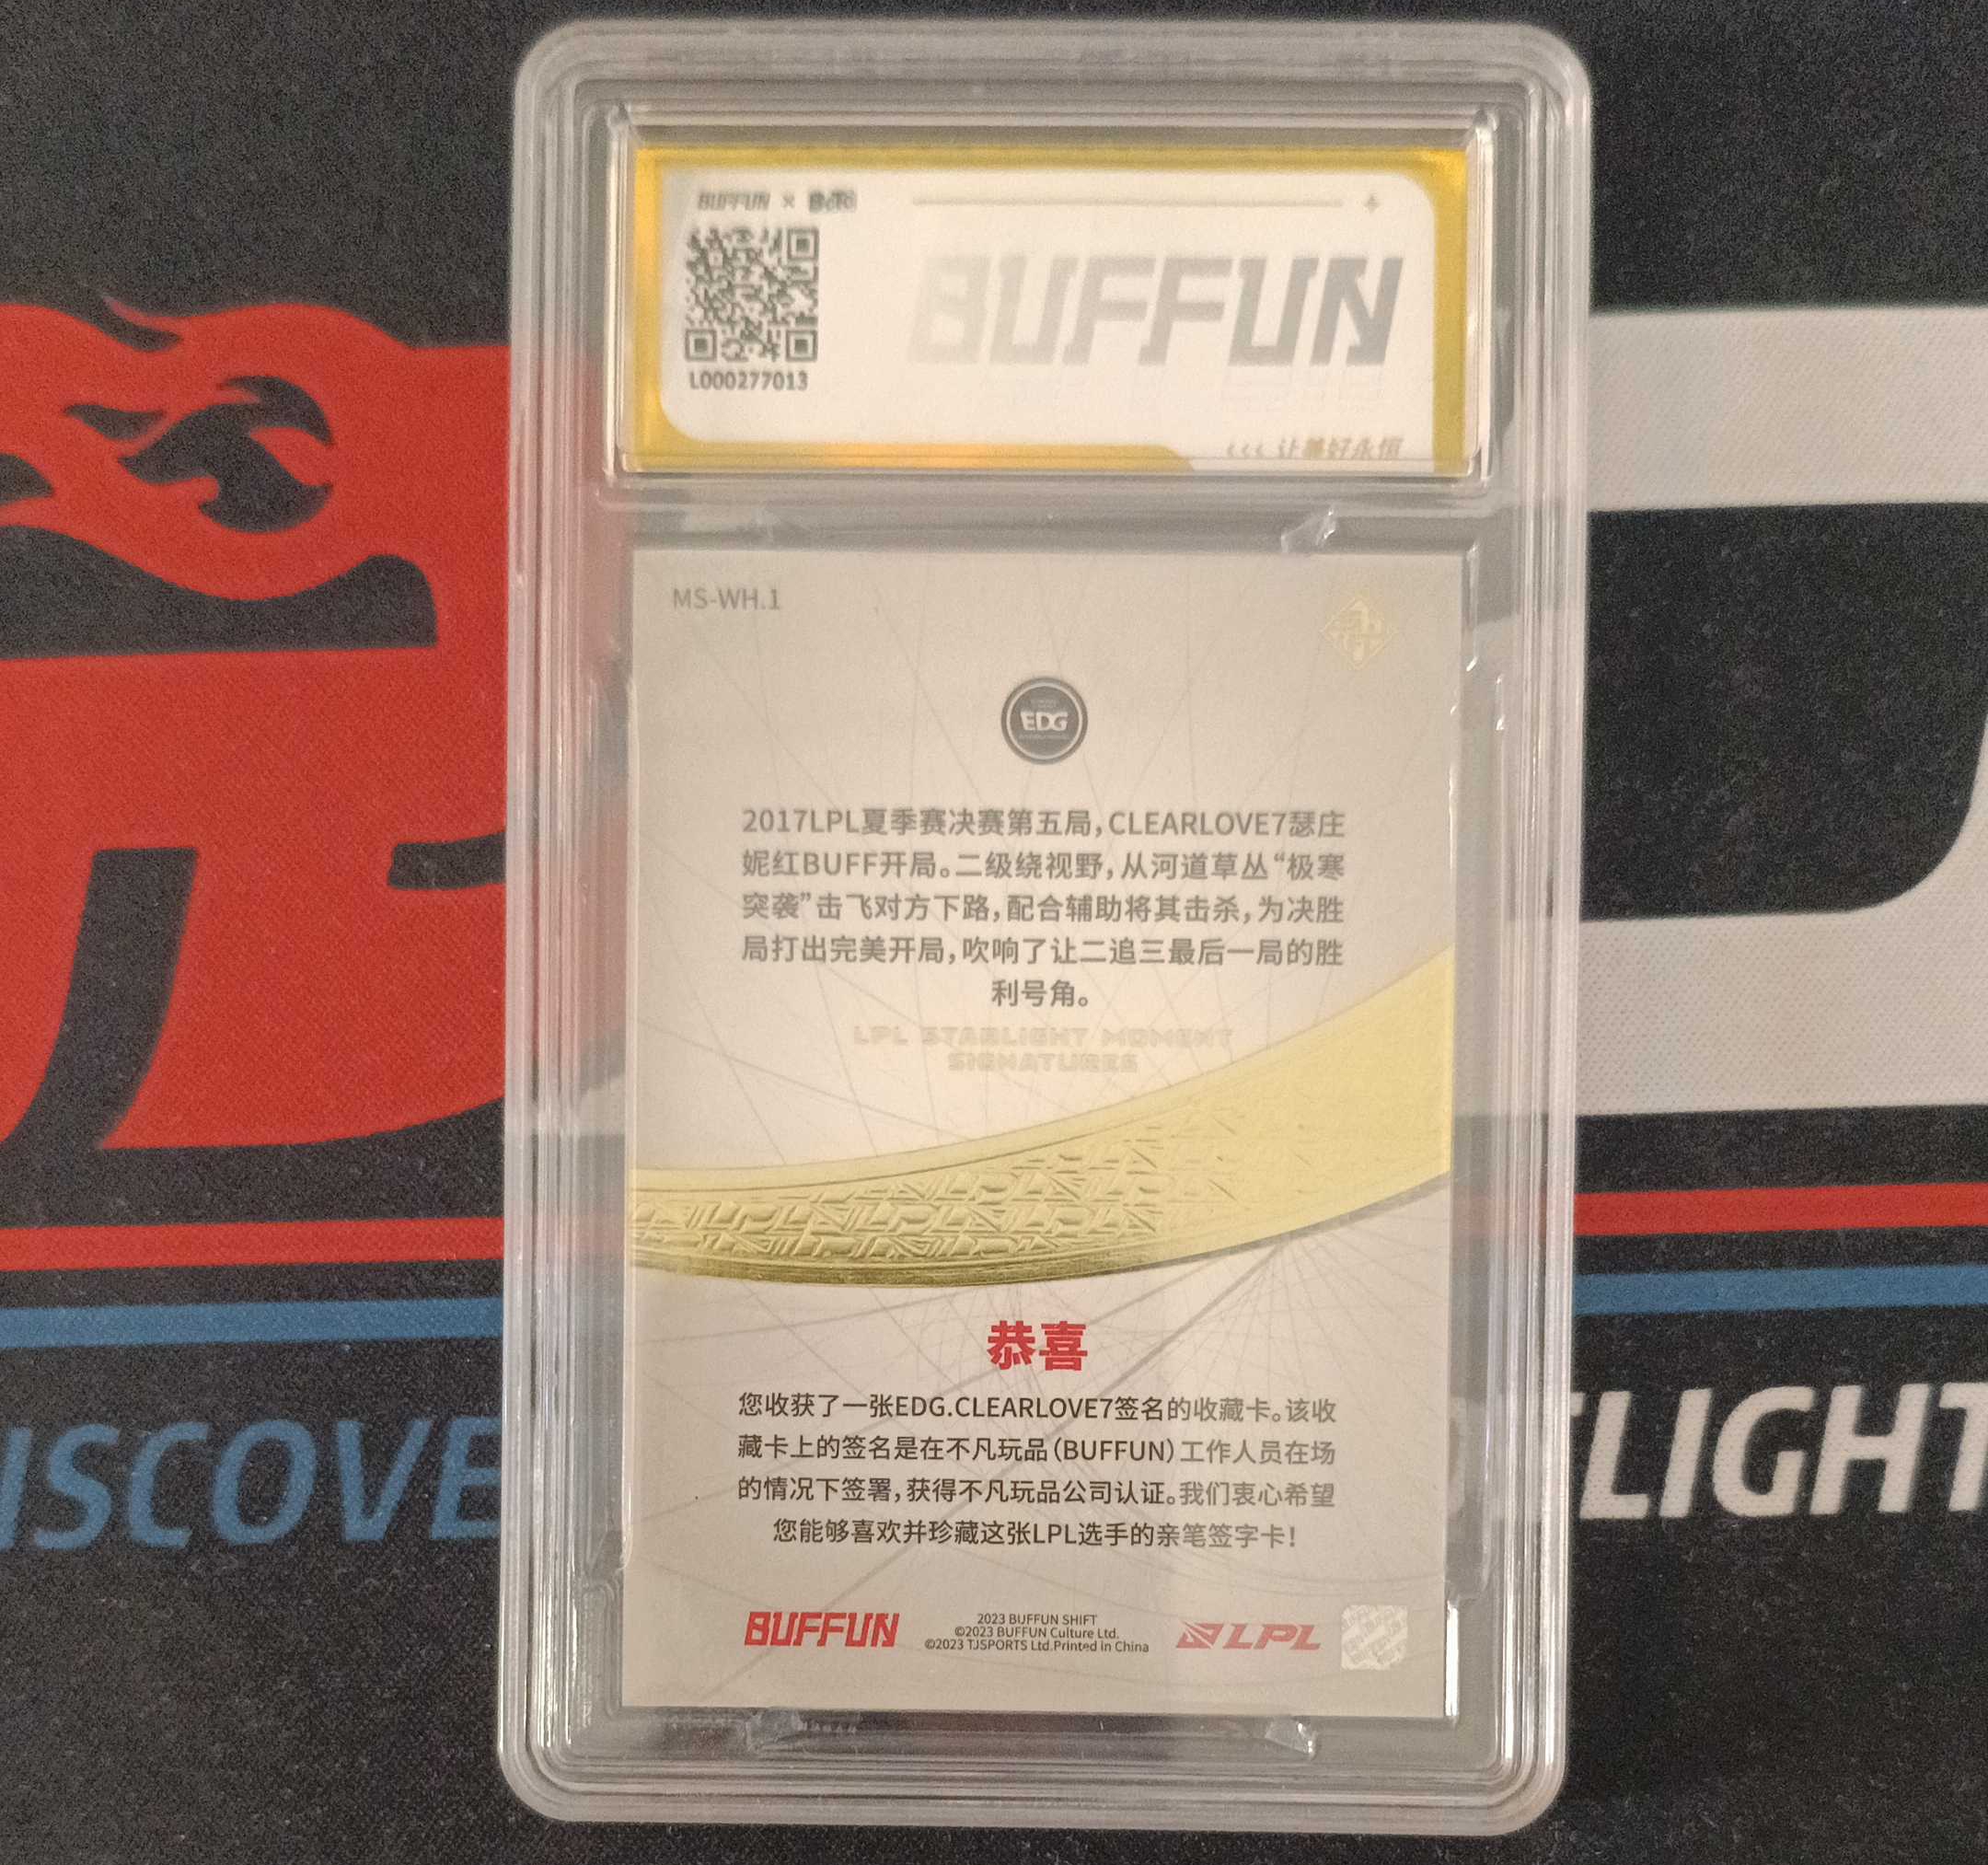 BUFFUN ×
BUFFUN
L000277013
‹‹‹ 让美好永恒
MS-WH.1
EDG
2017LPL夏季赛决赛第五局,CLEARLOVE7瑟庄
妮红BUFF开局。二级绕视野,从河道草丛“极寒
突袭”击飞对方下路,配合辅助将其击杀,为决胜
局打出完美开局,吹响了让二追三最后一局的胜
利号角。
LPL STARLIGHT MOMENT
SIGNATURES
恭喜
您收获了一张EDG.CLEARLOVE7签名的收藏卡。该收
藏卡上的签名是在不凡玩品(BUFFUN)工作人员在场
的情况下签署,获得不凡玩品公司认证。我们衷心希望
您能够喜欢并珍藏这张LPL选手的亲笔签字卡!
BUFFUN
2023 BUFFUN SHIFT
©2023 BUFFUN Culture Ltd.
©2023 TJSPORTS Ltd.Printed in China
LPL
ISCOVE
LIGHT